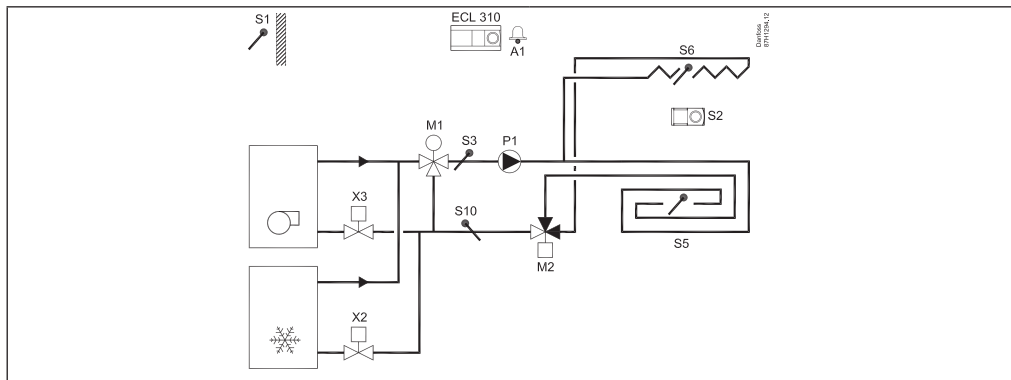 S1
ECL 310
A1
Danfoss
87H1294.12
S6
S2
M1
S3
P1
X3
S10
S5
M2
X2